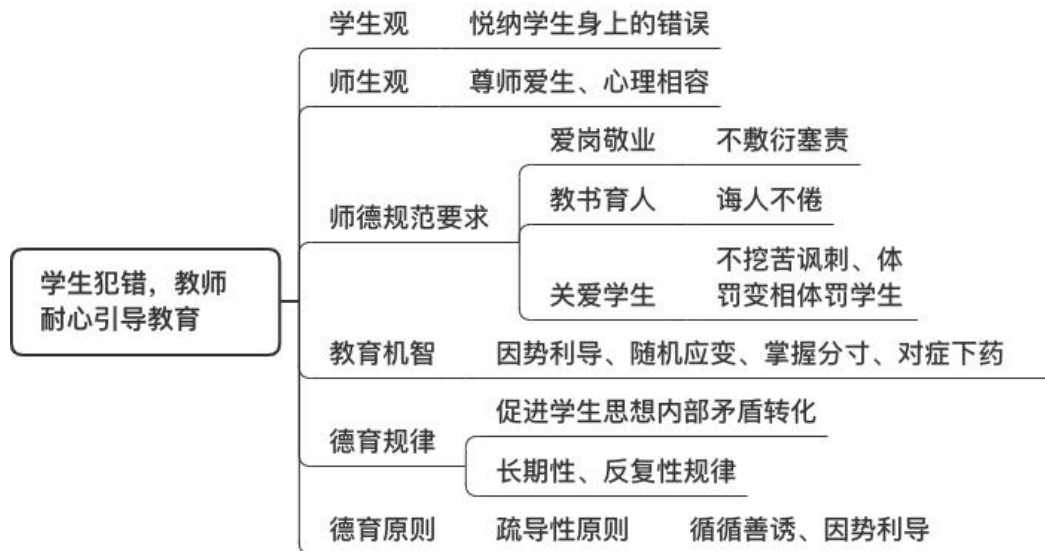 学生观 悦纳学生身上的错误
师生观 尊师爱生、心理相容
爱岗敬业 不敷衍塞责
教书育人 诲人不倦
师德规范要求
学生犯错，教师
耐心引导教育
不挖苦讽刺、体
关爱学生 罚变相体罚学生
教育机智 因势利导、随机应变、掌握分寸、对症下药
促进学生思想内部矛盾转化
德育规律
长期性、反复性规律
德育原则 疏导性原则 循循善诱、因势利导